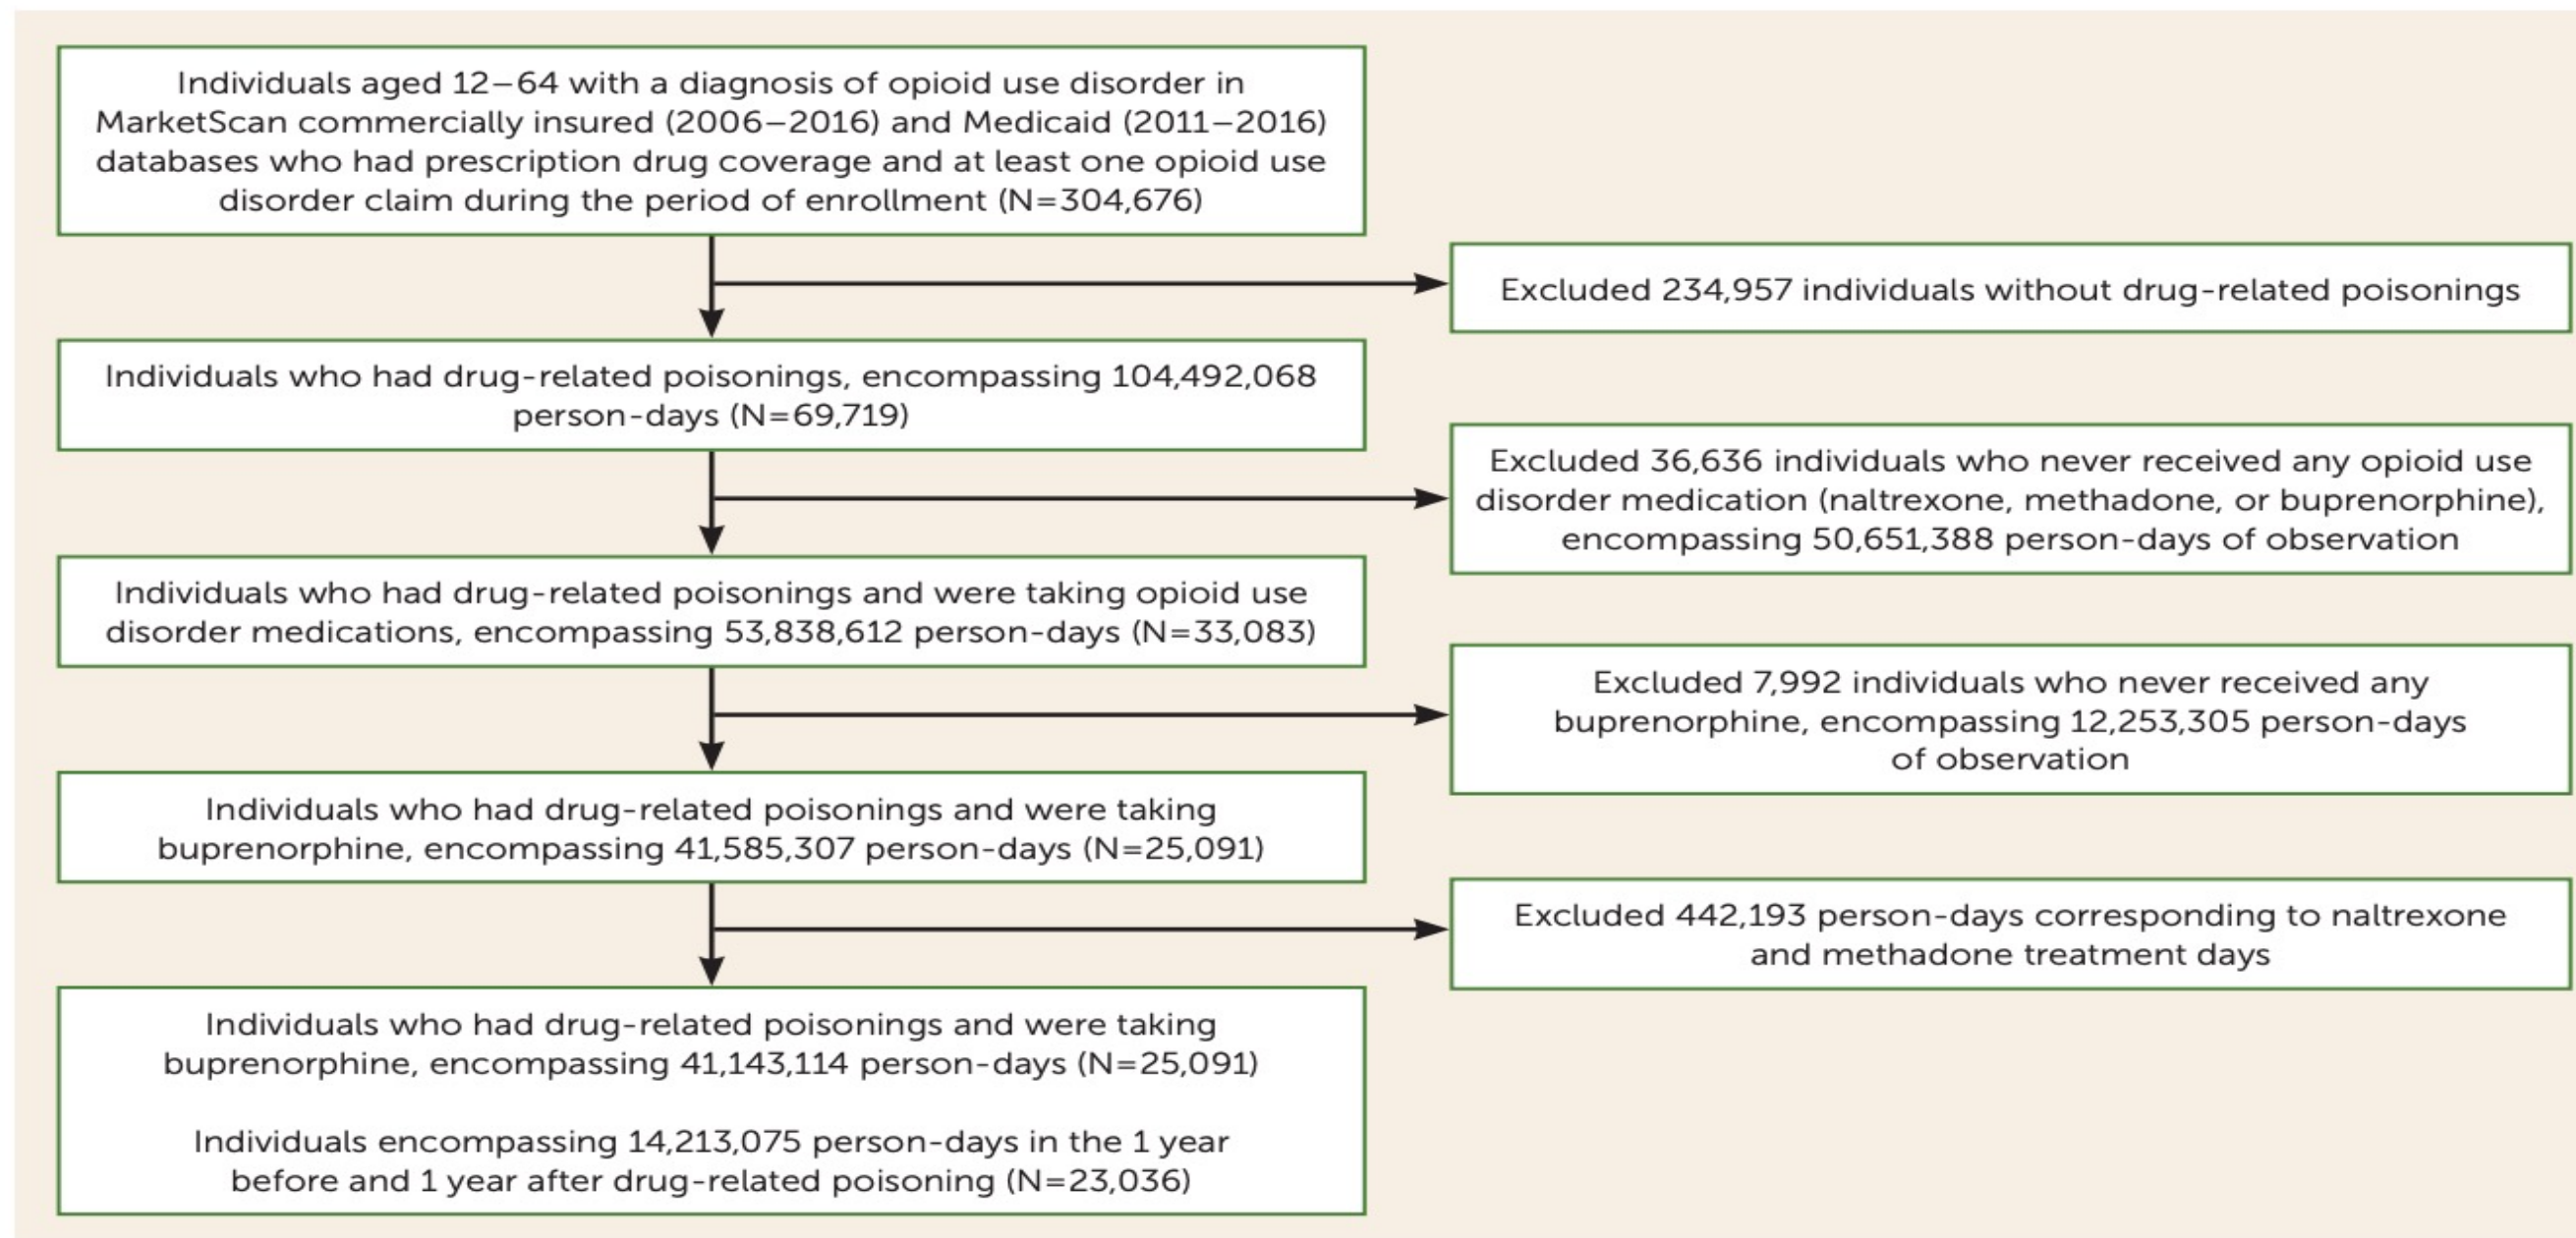 Individuals aged 12–64 with a diagnosis of opioid use disorder in
MarketScan commercially insured (2006–2016) and Medicaid (2011–2016)
databases who had prescription drug coverage and at least one opioid use
disorder claim during the period of enrollment (N=304,676)
Excluded 234,957 individuals without drug-related poisonings
Individuals who had drug-related poisonings, encompassing 104,492,068
person-days (N=69,719)
Excluded 36,636 individuals who never received any opioid use
disorder medication (naltrexone, methadone, or buprenorphine),
encompassing 50,651,388 person-days of observation
Individuals who had drug-related poisonings and were taking opioid use
disorder medications, encompassing 53,838,612 person-days (N=33,083)
Excluded 7,992 individuals who never received any
buprenorphine, encompassing 12,253,305 person-days
of observation
Individuals who had drug-related poisonings and were taking
buprenorphine, encompassing 41,585,307 person-days (N=25,091)
Excluded 442,193 person-days corresponding to naltrexone
and methadone treatment days
Individuals who had drug-related poisonings and were taking
buprenorphine, encompassing 41,143,114 person-days (N=25,091)
Individuals encompassing 14,213,075 person-days in the 1 year
before and 1 year after drug-related poisoning (N=23,036)